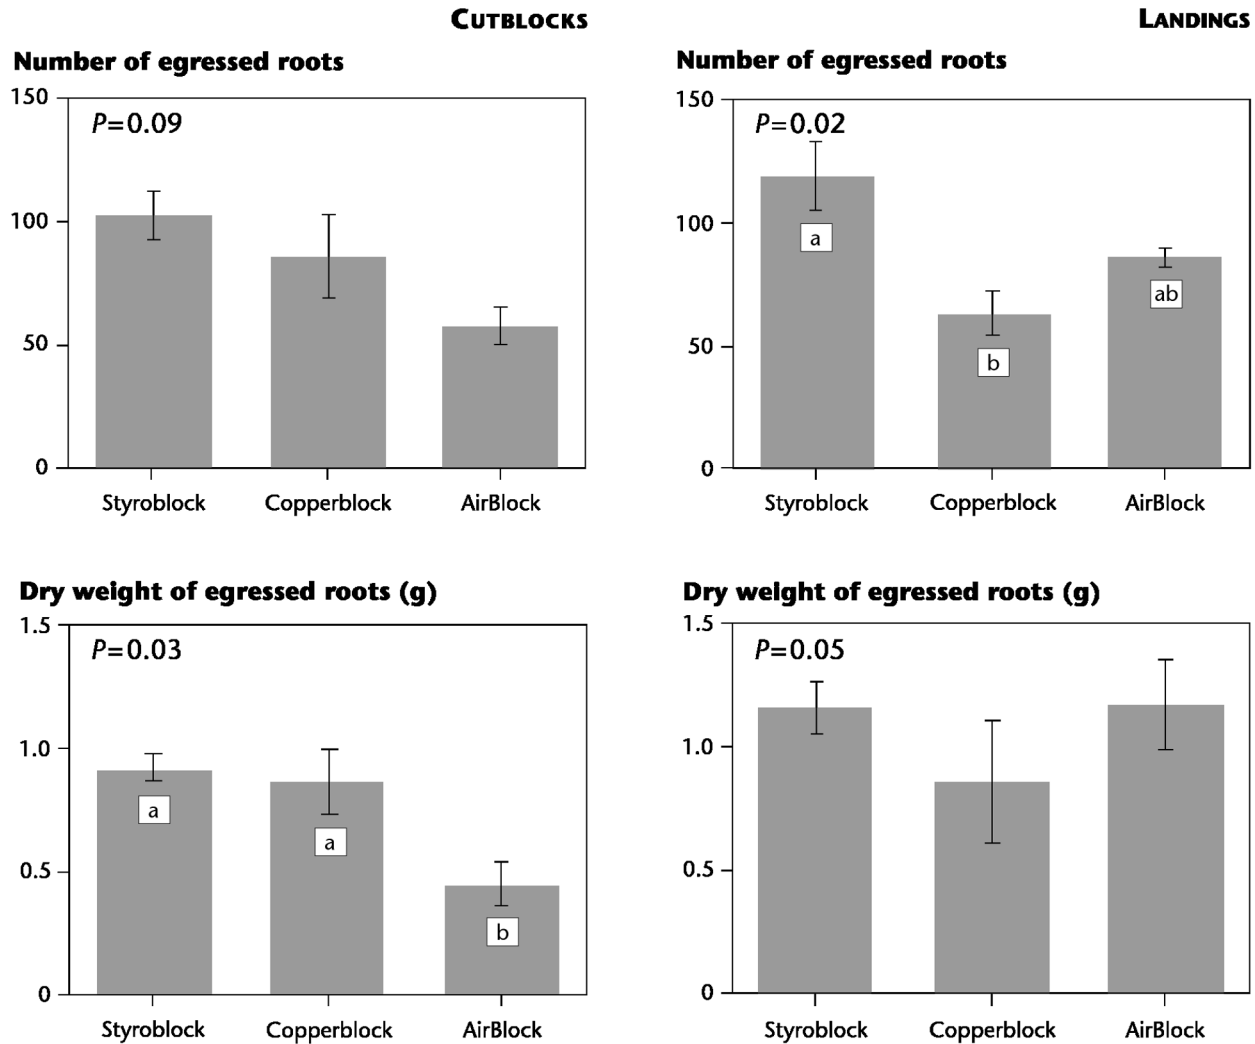 CUTBLOCKS
Number of egressed roots
150
P=0.09
100
50
0
Styroblock Copperblock AirBlock
LANDINGS
Number of egressed roots
150
P=0.02
100
a
ab
50
b
0
Styroblock Copperblock AirBlock
Dry weight of egressed roots (g)
1.5
P=0.03
1.0
a
a
0.5
b
0
Styroblock Copperblock AirBlock
Dry weight of egressed roots (g)
1.5
P=0.05
1.0
0.5
0
Styroblock Copperblock AirBlock